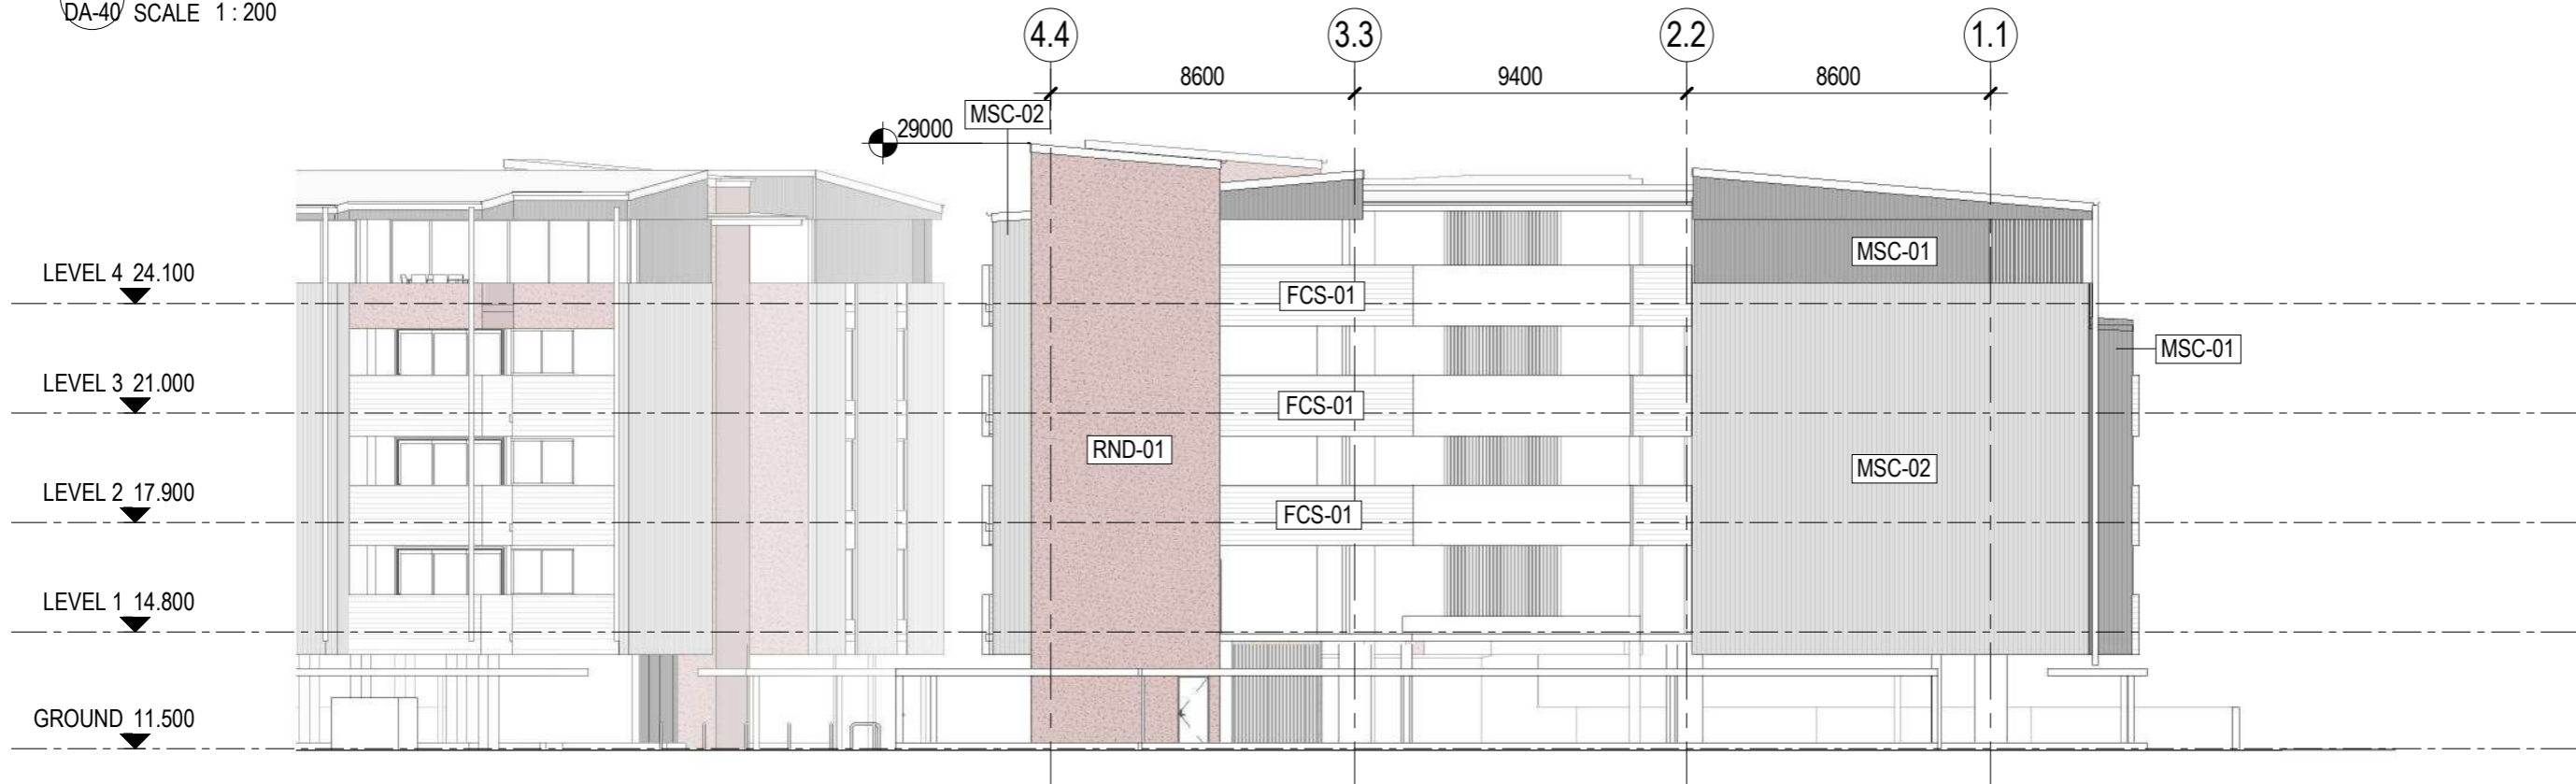 DA-40 SCALE 1 : 200
4.4 3.3 2.2 1.1
8600 9400 8600
MSC-02
29000
MSC-01
LEVEL 4 24.100
FCS-01
MSC-01
LEVEL 3 21.000
FCS-01
RND-01
MSC-02
LEVEL 2 17.900
FCS-01
LEVEL 1 14.800
GROUND 11.500